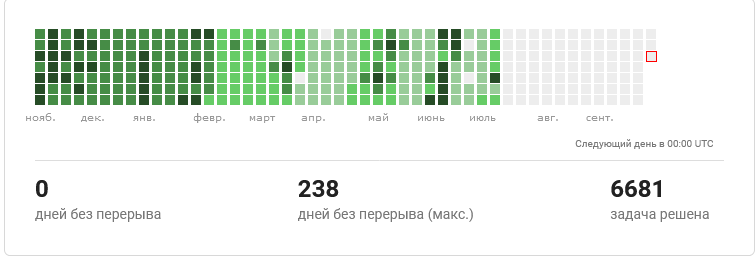 нояб. дек. янв. февр. март апр. май июнь июль авг. сент.
Следующий день в 00:00 UTC
0 238 6681
дней без перерыва дней без перерыва (макс.) задача решена